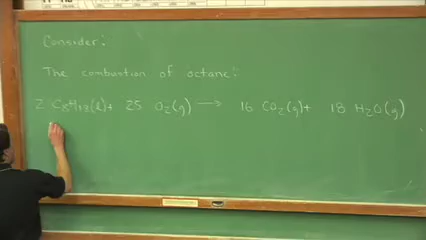 Consider:
The combustion of octane:
2 C₈H₁₈(l) + 25 O₂(g) → 16 CO₂(g) + 18 H₂O(g)